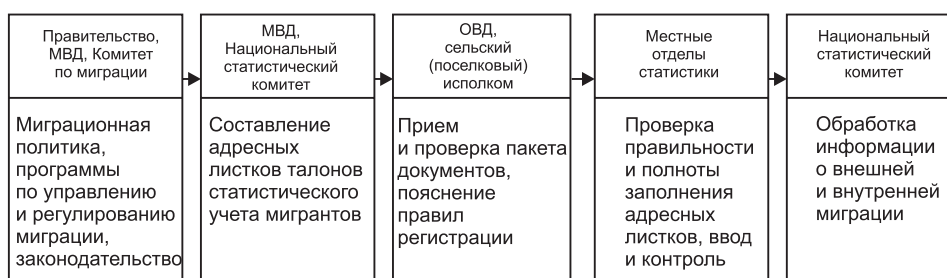 Правительство,
МВД, Комитет
по миграции
Миграционная
политика,
программы
по управлению
и регулированию
миграции,
законодательство
МВД,
Национальный
статистический
комитет
Составление
адресных
листков талонов
статистического
учета мигрантов
ОВД,
сельский
(поселковый)
исполком
Прием
и проверка пакета
документов,
пояснение
правил
регистрации
Местные
отделы
статистики
Проверка
правильности
и полноты
заполнения
адресных
листков, ввод
и контроль
Национальный
статистический
комитет
Обработка
информации
о внешней
и внутренней
миграции